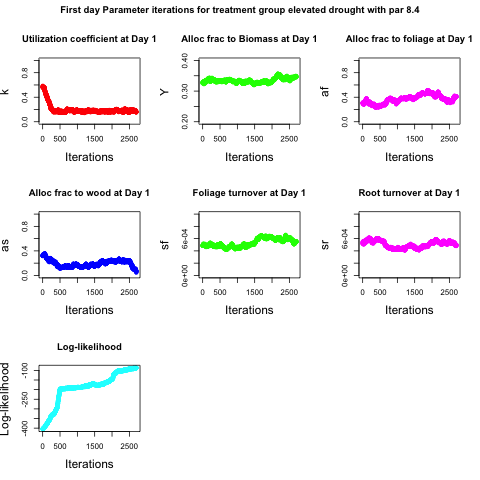 First day Parameter iterations for treatment group elevated drought with par 8.4
Utilization coefficient at Day 1
k
0.0 0.4 0.8
0 500 1500 2500
Iterations
Alloc frac to Biomass at Day 1
Y
0.20 0.30 0.40
0 500 1500 2500
Iterations
Alloc frac to foliage at Day 1
af
0.0 0.4 0.8
0 500 1500 2500
Iterations
Alloc frac to wood at Day 1
as
0.0 0.4 0.8
0 500 1500 2500
Iterations
Foliage turnover at Day 1
sf
0e+00 6e-04
0 500 1500 2500
Iterations
Root turnover at Day 1
sr
0e+00 6e-04
0 500 1500 2500
Iterations
Log-likelihood
Log-likelihood
-400 -250 -100
0 500 1500 2500
Iterations